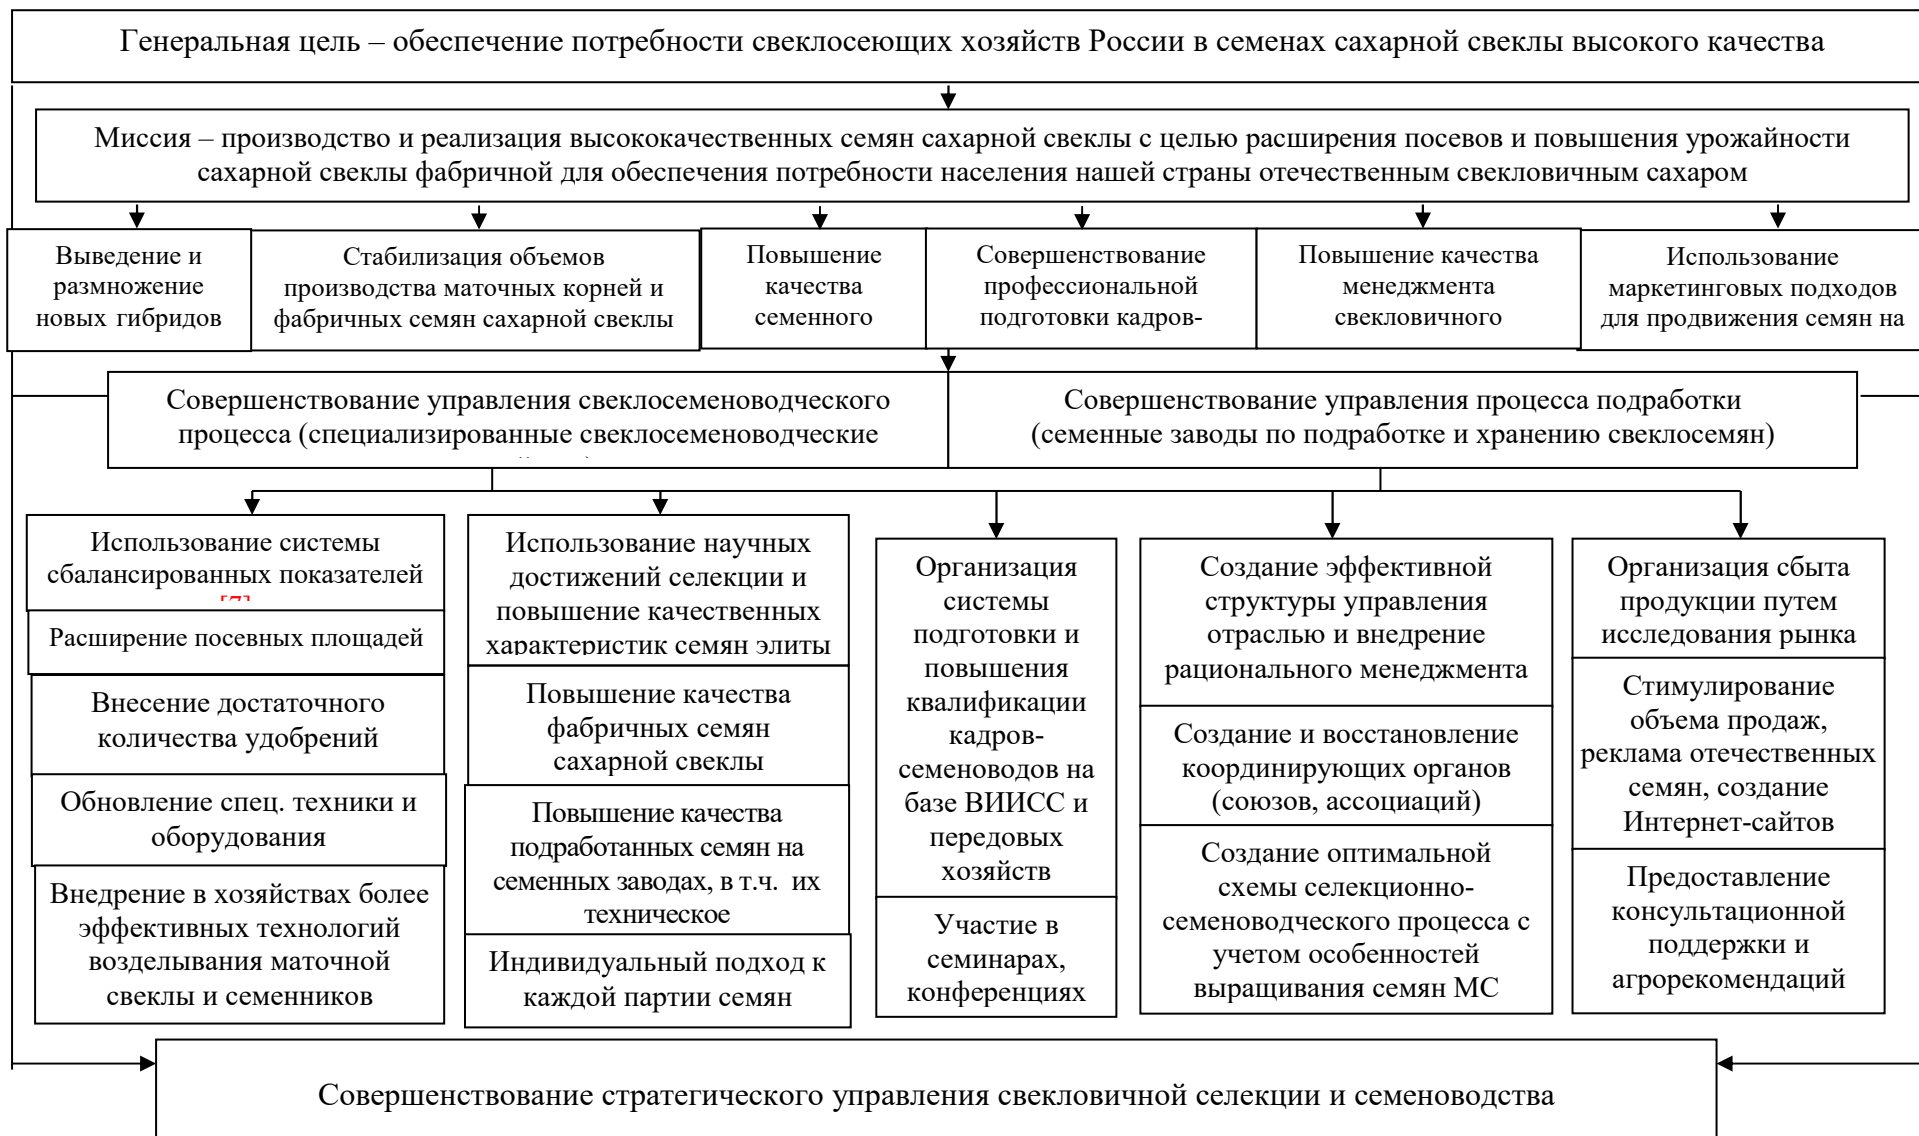 Генеральная цель – обеспечение потребности свеклосеющих хозяйств России в семенах сахарной свеклы высокого качества
Миссия – производство и реализация высококачественных семян сахарной свеклы с целью расширения посевов и повышения урожайности
сахарной свеклы фабричной для обеспечения потребности населения нашей страны отечественным свекловичным сахаром
Выведение и
размножение
новых гибридов
Стабилизация объемов
производства маточных корней и
фабричных семян сахарной свеклы
Повышение
качества
семенного
Совершенствование
профессиональной
подготовки кадров-
Повышение качества
менеджмента
свекловичного
Использование
маркетинговых подходов
для продвижения семян на
Совершенствование управления свеклосеменоводческого
процесса (специализированные свеклосеменоводческие
Совершенствование управления процесса подработки
(семенные заводы по подработке и хранению свеклосемян)
Использование системы
сбалансированных показателей
[7]
Расширение посевных площадей
Внесение достаточного
количества удобрений
Обновление спец. техники и
оборудования
Внедрение в хозяйствах более
эффективных технологий
возделывания маточной
свеклы и семенников
Использование научных
достижений селекции и
повышение качественных
характеристик семян элиты
Повышение качества
фабричных семян
сахарной свеклы
Повышение качества
подработанных семян на
семенных заводах, в т.ч. их
техническое
Индивидуальный подход к
каждой партии семян
Организация
системы
подготовки и
повышения
квалификации
кадров-
семеноводов на
базе ВИИСС и
передовых
хозяйств
Участие в
семинарах,
конференциях
Создание эффективной
структуры управления
отраслью и внедрение
рационального менеджмента
Создание и восстановление
координирующих органов
(союзов, ассоциаций)
Создание оптимальной
схемы селекционно-
семеноводческого процесса с
учетом особенностей
выращивания семян МС
Организация сбыта
продукции путем
исследования рынка
Стимулирование
объема продаж,
реклама отечественных
семян, создание
Интернет-сайтов
Предоставление
консультационной
поддержки и
агрорекомендаций
Совершенствование стратегического управления свекловичной селекции и семеноводства